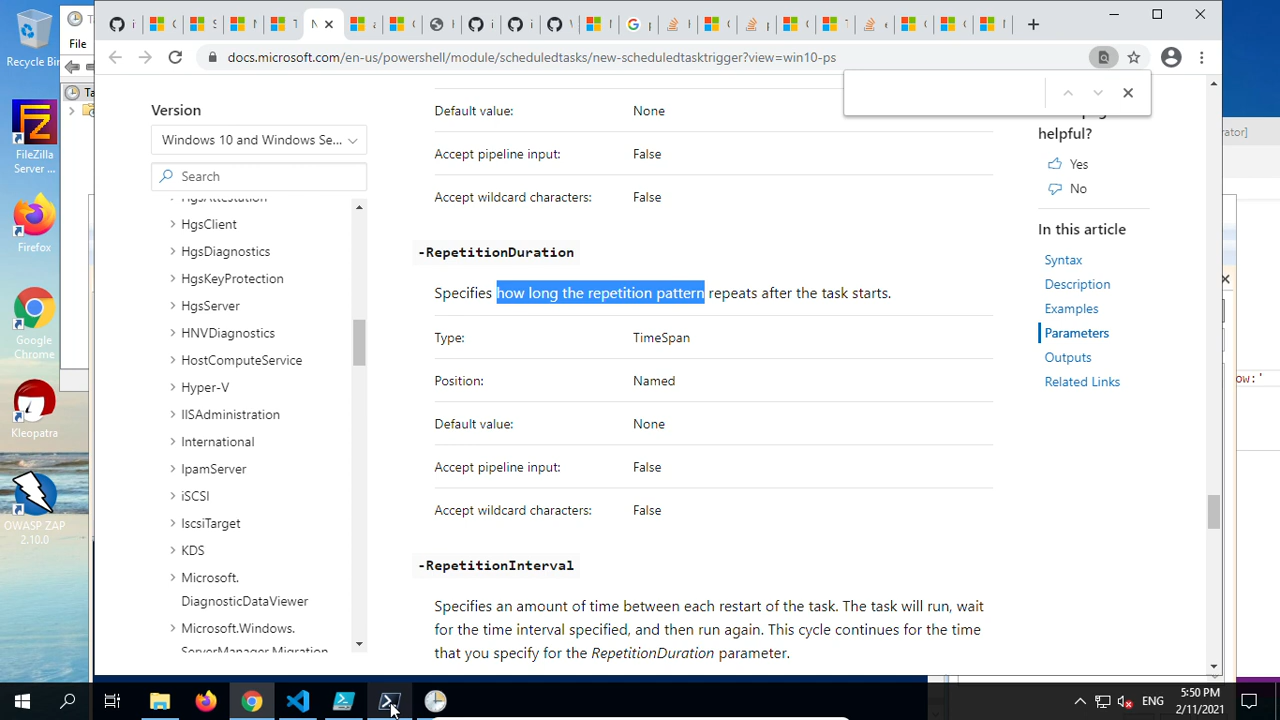 Recycle Bin
FileZilla
Server ...
Firefox
Google
Chrome
Kleopatra
OWASP ZAP
2.10.0
File
docs.microsoft.com/en-us/powershell/module/scheduledtasks/new-scheduledtasktrigger?view=win10-ps
Version
Windows 10 and Windows Se...
Search
HgsAttestation
HgsClient
HgsDiagnostics
HgsKeyProtection
HgsServer
HNVDiagnostics
HostComputeService
Hyper-V
IISAdministration
International
IpamServer
iSCSI
IscsiTarget
KDS
Microsoft.
DiagnosticDataViewer
Microsoft.Windows.
ServerManager.Migration
Default value: None
Accept pipeline input: False
Accept wildcard characters: False
-RepetitionDuration
Specifies how long the repetition pattern repeats after the task starts.
Type: TimeSpan
Position: Named
Default value: None
Accept pipeline input: False
Accept wildcard characters: False
-RepetitionInterval
Specifies an amount of time between each restart of the task. The task will run, wait
for the time interval specified, and then run again. This cycle continues for the time
that you specify for the RepetitionDuration parameter.
helpful?
Yes
No
In this article
Syntax
Description
Examples
Parameters
Outputs
Related Links
ow:'
ENG
5:50 PM
2/11/2021